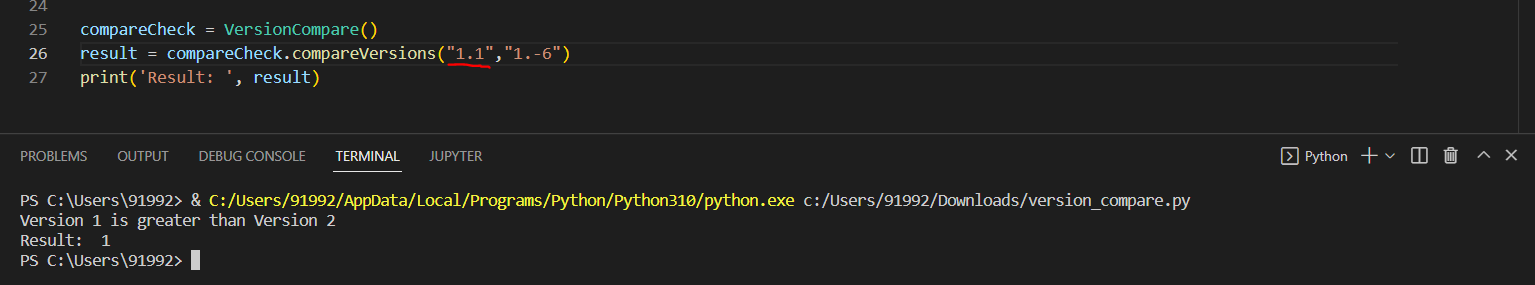 24
25 compareCheck = VersionCompare()
26 result = compareCheck.compareVersions("1.1","1.-6")
27 print('Result: ', result)
PROBLEMS OUTPUT DEBUG CONSOLE TERMINAL JUPYTER Python
PS C:\Users\91992> & C:/Users/91992/AppData/Local/Programs/Python/Python310/python.exe c:/Users/91992/Downloads/version_compare.py
Version 1 is greater than Version 2
Result:  1
PS C:\Users\91992>